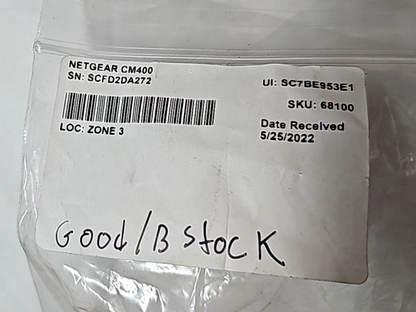 NETGEAR CM400
SN: SCFD2DA272
LOC: ZONE 3
UI: SC7BE953E1
SKU: 68100
Date Received
5/25/2022
Good/B stock